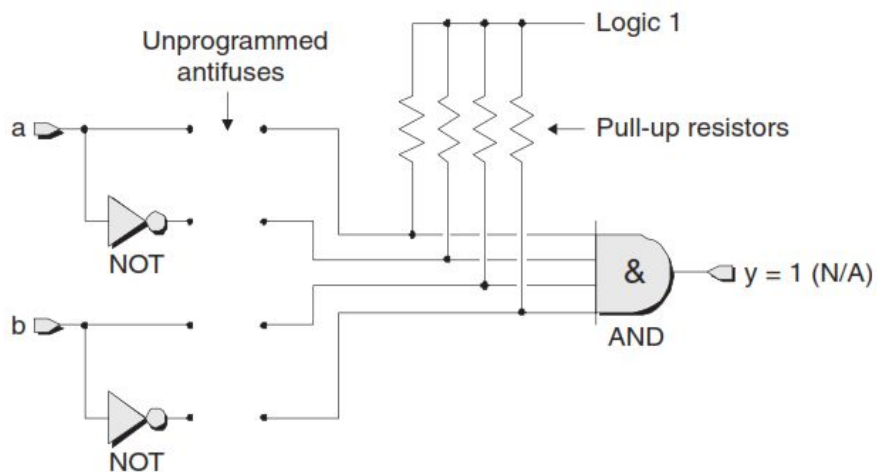 Unprogrammed
antifuses
Logic 1
Pull-up resistors
a
NOT
&
y = 1 (N/A)
AND
b
NOT